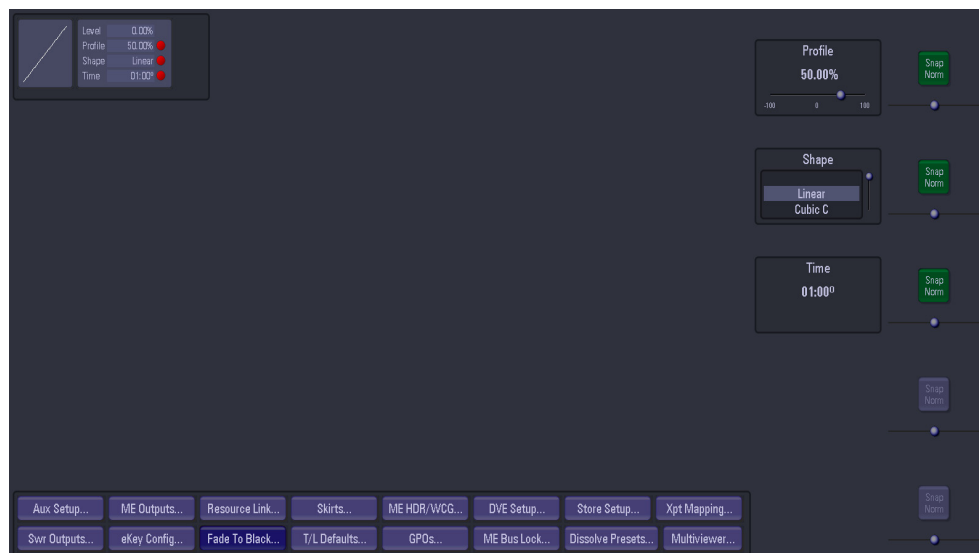 Level 0.00%
Profile 50.00%
Shape Linear
Time 01:00⁰
Profile
50.00%
-100 0 100
Snap
Norm
Shape
Linear
Cubic C
Snap
Norm
Time
01:00⁰
Snap
Norm
Snap
Norm
Snap
Norm
Aux Setup... ME Outputs... Resource Link... Skirts... ME HDR/WCG... DVE Setup... Store Setup... Xpt Mapping...
Swr Outputs... eKey Config... Fade To Black... T/L Defaults... GPOs... ME Bus Lock... Dissolve Presets... Multiviewer...